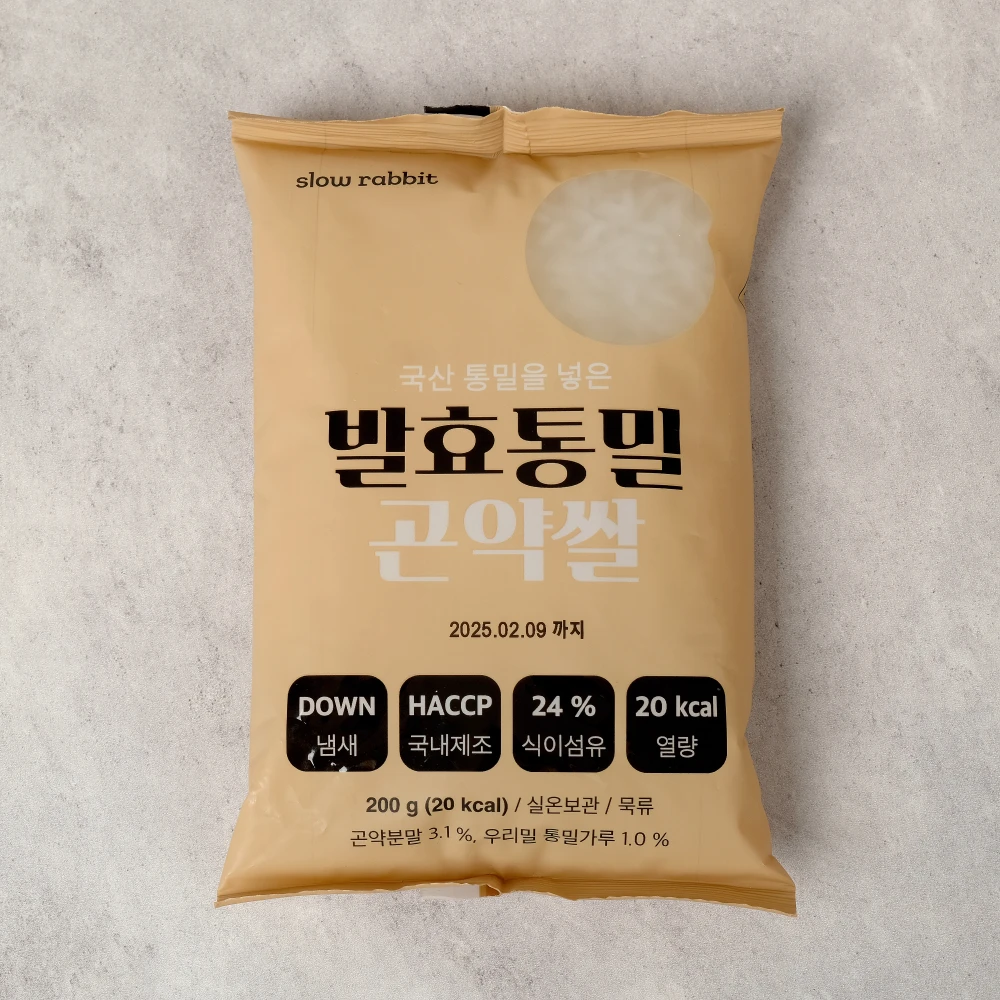 slow rabbit
국산 통밀을 넣은
발효통밀
곤약쌀
2025.02.09 까지
DOWN HACCP 24 % 20 kcal
냄새 국내제조 식이섬유 열량
200 g (20 kcal) / 실온보관 / 묵류
곤약분말 3.1 %, 우리밀 통밀가루 1.0 %